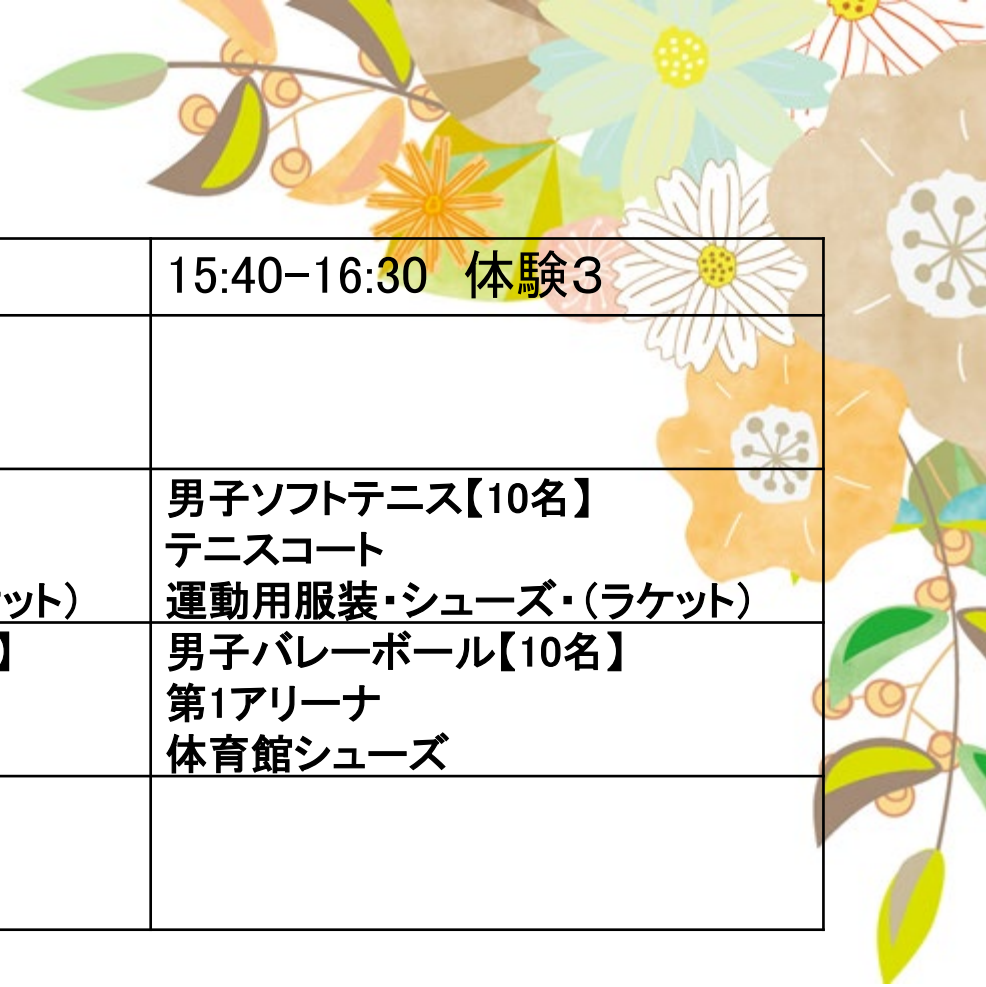 15:40-16:30　体験３
男子ソフトテニス【10名】
テニスコート
ット）　運動用服装・シューズ・（ラケット）
】　男子バレーボール【10名】
第1アリーナ
体育館シューズ